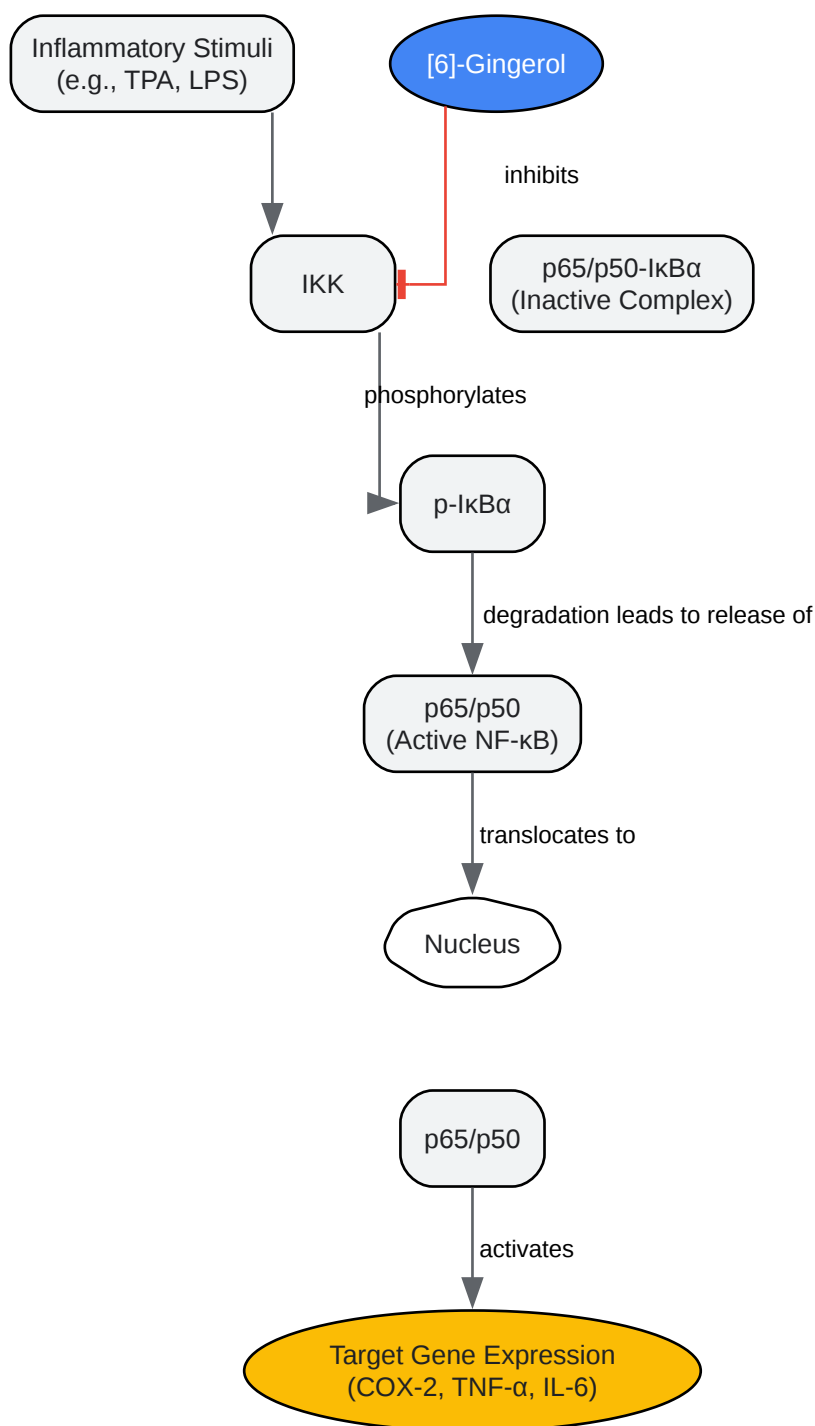 Inflammatory Stimuli
(e.g., TPA, LPS)
[6]-Gingerol
inhibits
IKK
p65/p50-IκBα
(Inactive Complex)
phosphorylates
p-IκBα
degradation leads to release of
p65/p50
(Active NF-κB)
translocates to
Nucleus
p65/p50
activates
Target Gene Expression
(COX-2, TNF-α, IL-6)